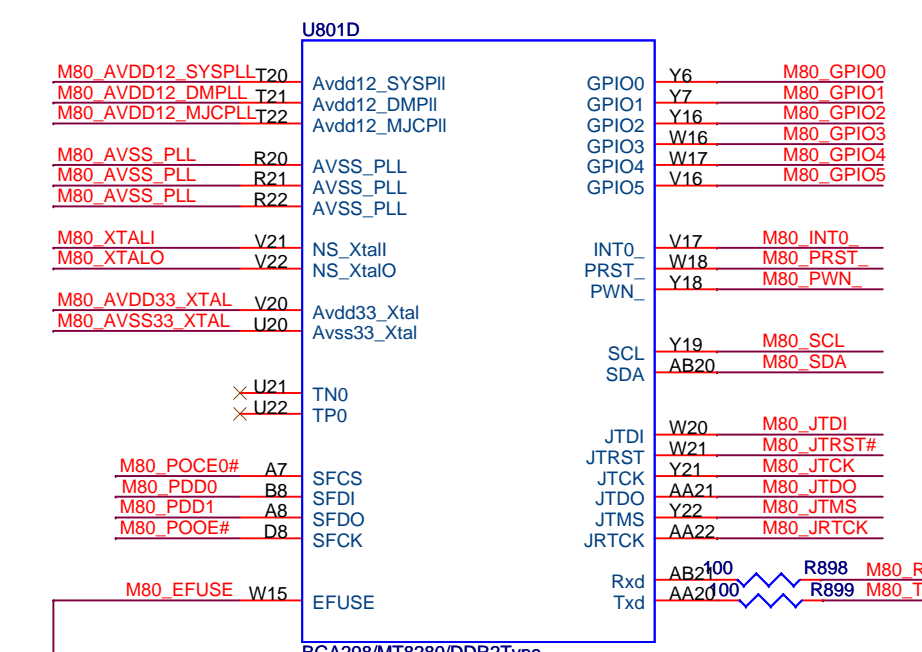 U801D
M80_AVDD12_SYSPLL T20 Avdd12_SYSPll GPIO0 Y6 M80_GPIO0
M80_AVDD12_DMPLL T21 Avdd12_DMPll GPIO1 Y7 M80_GPIO1
M80_AVDD12_MJCPLL T22 Avdd12_MJCPll GPIO2 Y16 M80_GPIO2
GPIO3 W16 M80_GPIO3
M80_AVSS_PLL R20 AVSS_PLL GPIO4 W17 M80_GPIO4
M80_AVSS_PLL R21 AVSS_PLL GPIO5 V16 M80_GPIO5
M80_AVSS_PLL R22 AVSS_PLL
M80_XTALI V21 NS_XtalI INT0_ V17 M80_INT0_
M80_XTALO V22 NS_XtalO PRST_ W18 M80_PRST_
PWN_ Y18 M80_PWN_
M80_AVDD33_XTAL V20 Avdd33_Xtal
M80_AVSS33_XTAL U20 Avss33_Xtal
SCL Y19 M80_SCL
SDA AB20 M80_SDA
U21 TN0
U22 TP0
JTDI W20 M80_JTDI
JTRST W21 M80_JTRST#
M80_POCE0# A7 SFCS JTCK Y21 M80_JTCK
M80_PDD0 B8 SFDI JTDO AA21 M80_JTDO
M80_PDD1 A8 SFDO JTMS Y22 M80_JTMS
M80_POOE# D8 SFCK JRTCK AA22 M80_JRTCK
Rxd AB21 100 R898 M80_R
M80_EFUSE W15 EFUSE Txd AA20 100 R899 M80_T
BGA298/MT8280/DDR2Type